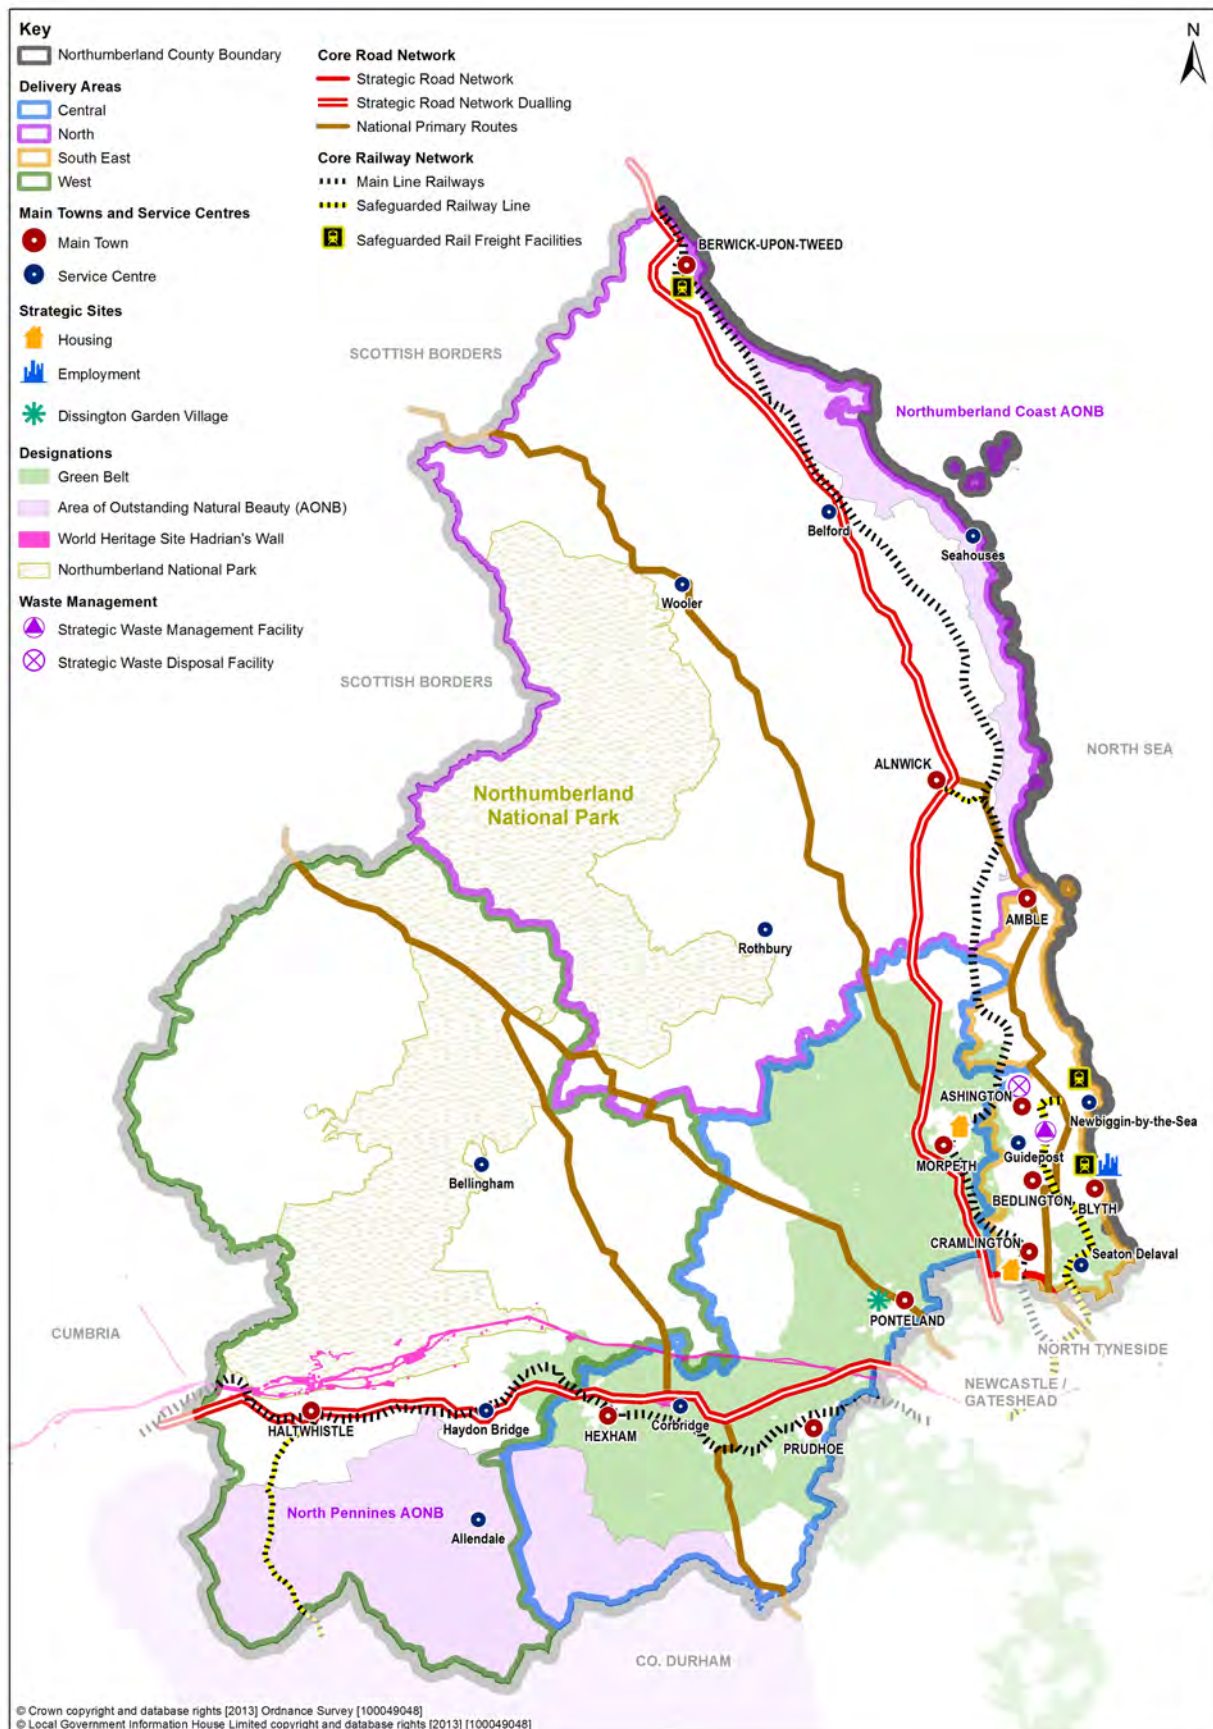 Key
Northumberland County Boundary
Delivery Areas
Central
North
South East
West
Main Towns and Service Centres
Main Town
Service Centre
Strategic Sites
Housing
Employment
Dissington Garden Village
Designations
Green Belt
Area of Outstanding Natural Beauty (AONB)
World Heritage Site Hadrian's Wall
Northumberland National Park
Waste Management
Strategic Waste Management Facility
Strategic Waste Disposal Facility
Core Road Network
Strategic Road Network
Strategic Road Network Dualling
National Primary Routes
Core Railway Network
Main Line Railways
Safeguarded Railway Line
Safeguarded Rail Freight Facilities
N
BERWICK-UPON-TWEED
SCOTTISH BORDERS
Northumberland Coast AONB
Belford
Seahouses
Wooler
SCOTTISH BORDERS
NORTH SEA
ALNWICK
Northumberland
National Park
AMBLE
Rothbury
ASHINGTON
Newbiggin-by-the-Sea
MORPETH
Guidepost
Bellingham
BEDLINGTON
BLYTH
CRAMLINGTON
Seaton Delaval
PONTELAND
CUMBRIA
NORTH TYNESIDE
NEWCASTLE /
GATESHEAD
HALTWHISTLE
Haydon Bridge
HEXHAM
Corbridge
PRUDHOE
North Pennines AONB
Allendale
CO. DURHAM
© Crown copyright and database rights [2013] Ordnance Survey [100049048]
© Local Government Information House Limited copyright and database rights [2013] [100049048]